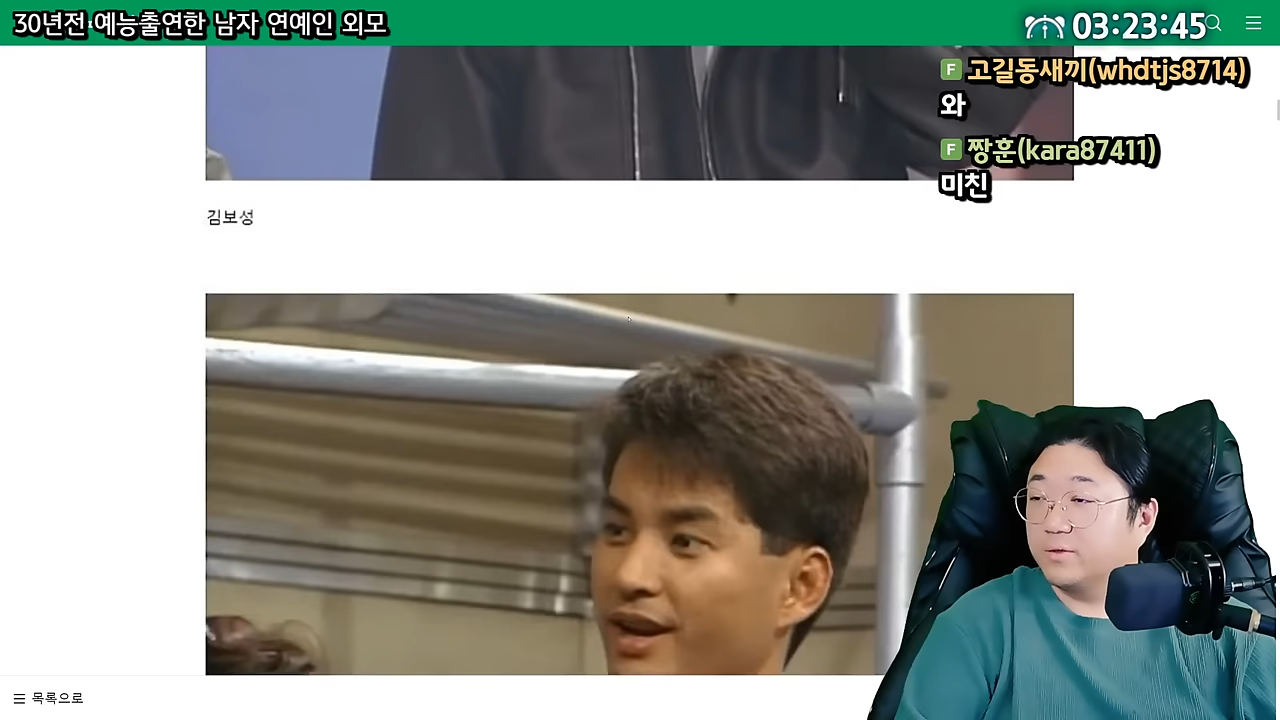 30년전 예능출연한 남자 연예인 외모
03:23:45
F 고길동새끼(whdtjs8714)
와
F 짱훈(kara87411)
미친
김보성
목록으로